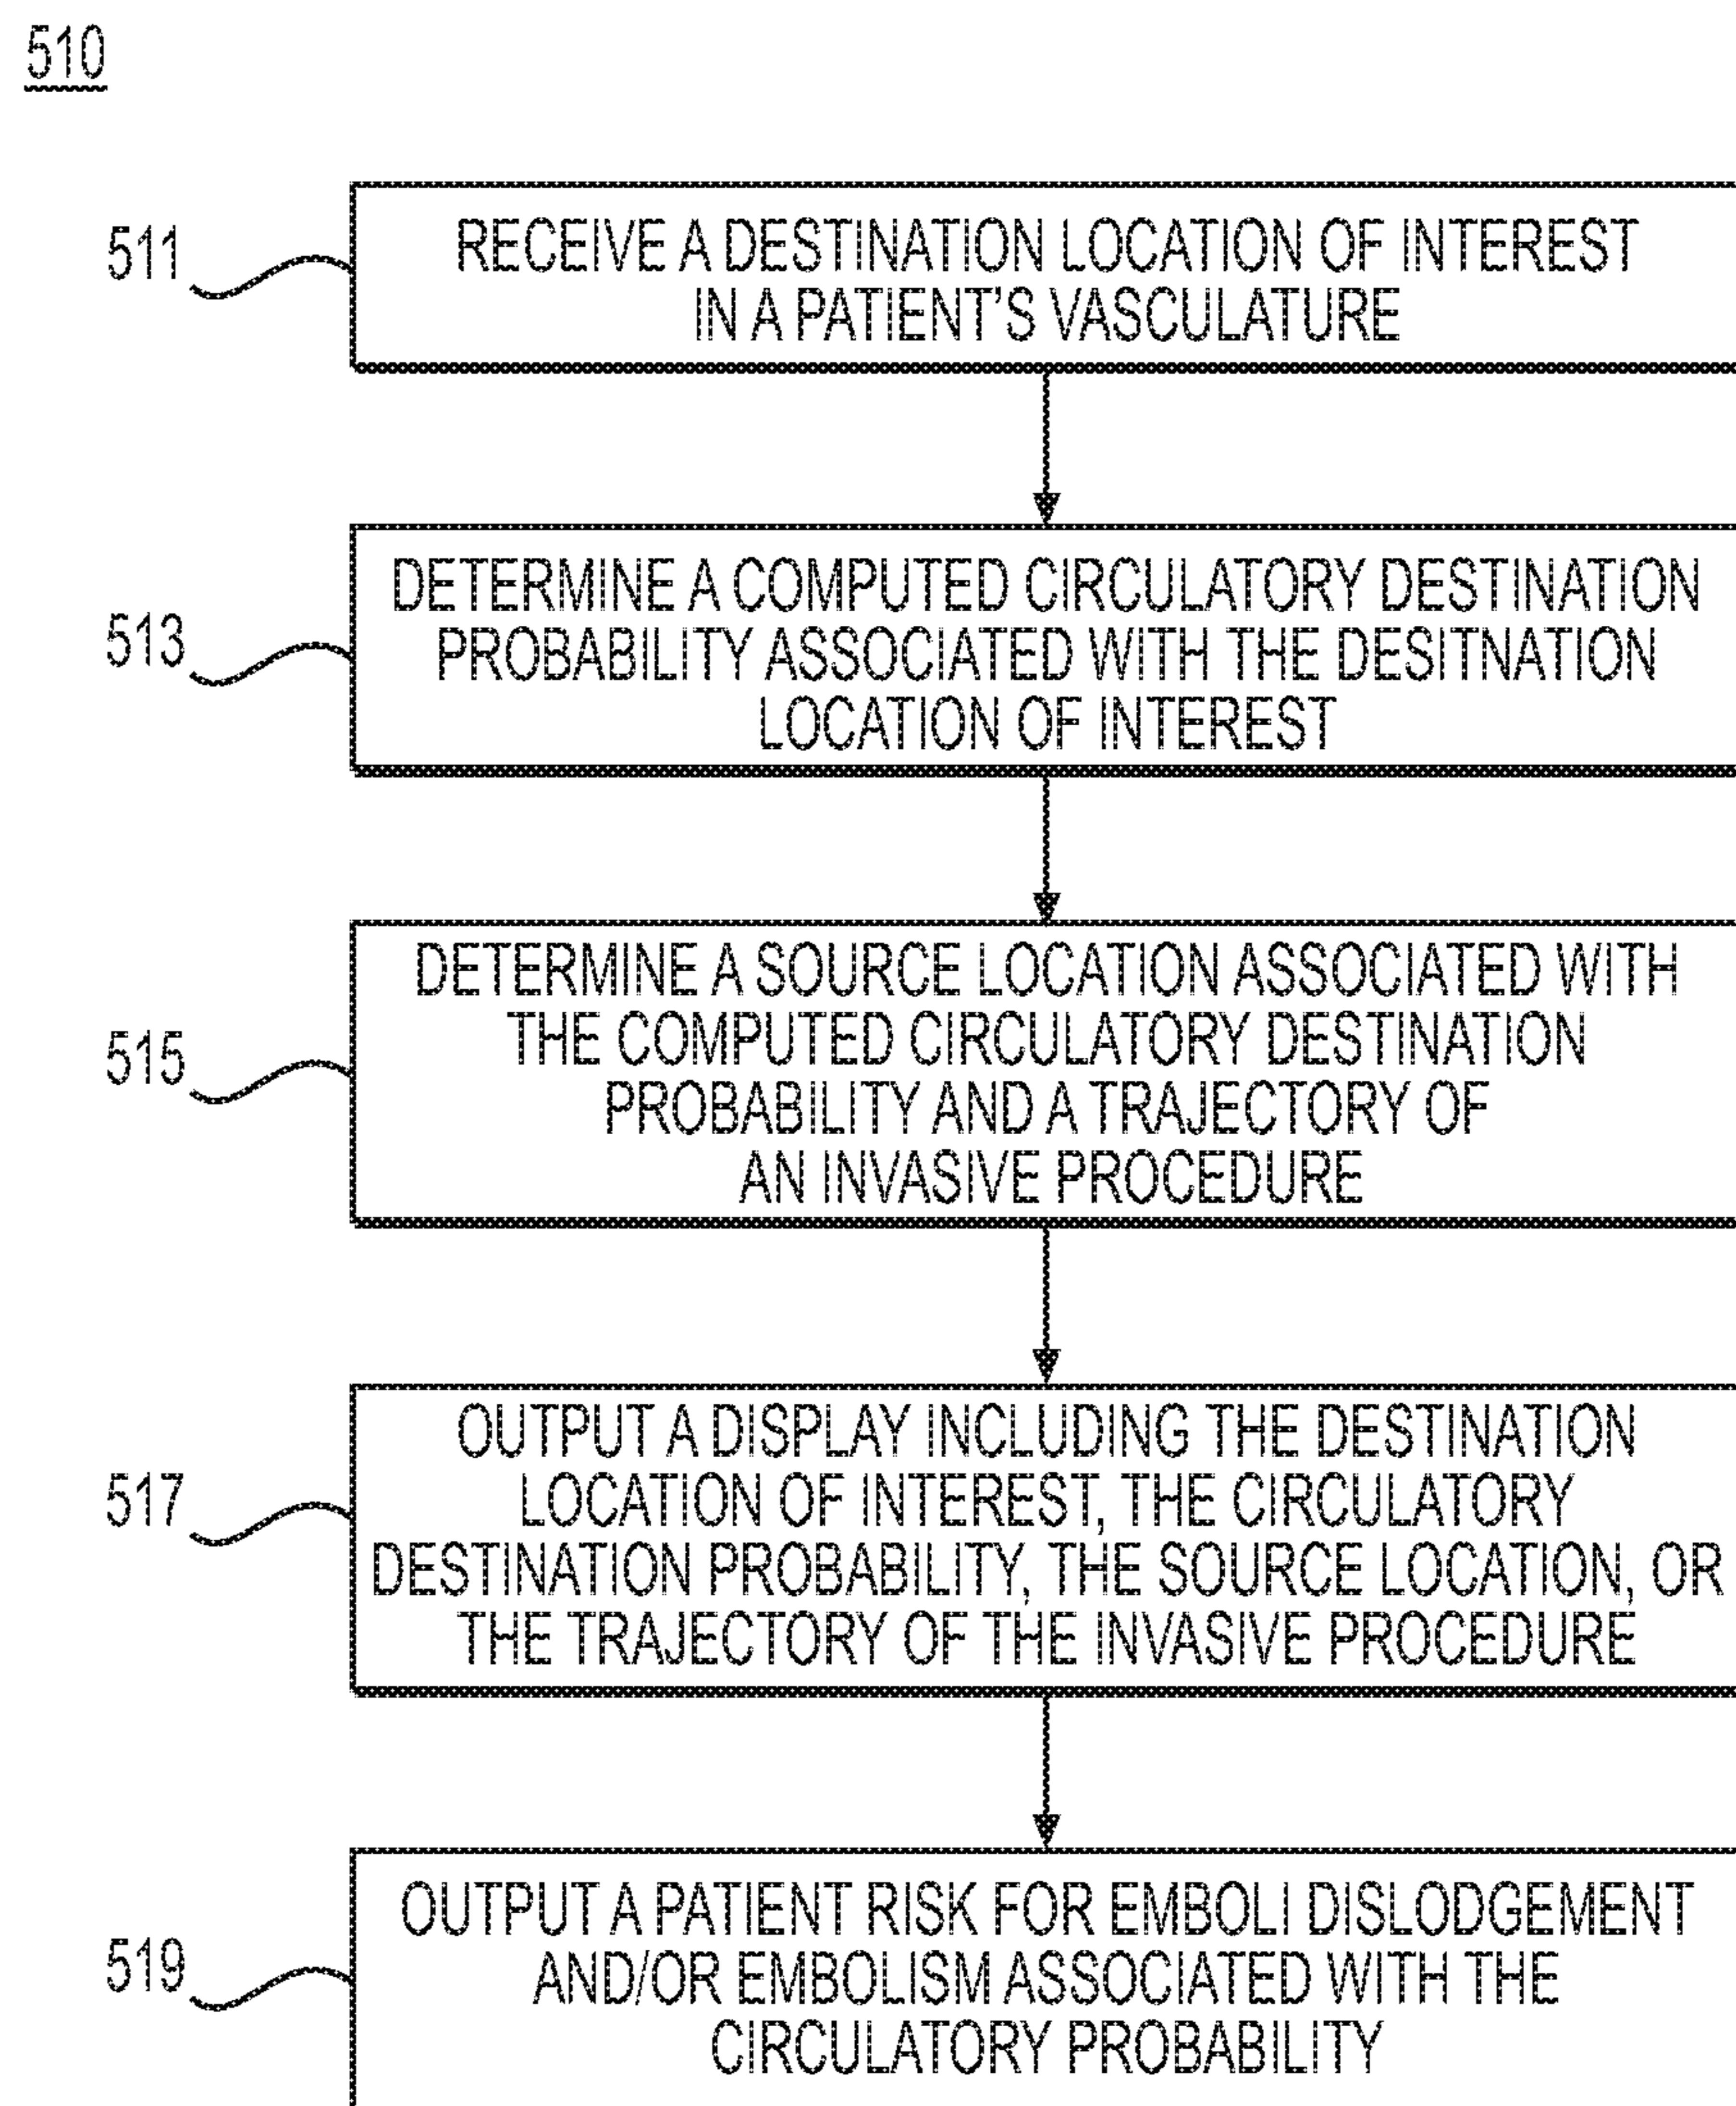 510
511
RECEIVE A DESTINATION LOCATION OF INTEREST
IN A PATIENT'S VASCULATURE
513
DETERMINE A COMPUTED CIRCULATORY DESTINATION
PROBABILITY ASSOCIATED WITH THE DESITNATION
LOCATION OF INTEREST
515
DETERMINE A SOURCE LOCATION ASSOCIATED WITH
THE COMPUTED CIRCULATORY DESTINATION
PROBABILITY AND A TRAJECTORY OF
AN INVASIVE PROCEDURE
517
OUTPUT A DISPLAY INCLUDING THE DESTINATION
LOCATION OF INTEREST, THE CIRCULATORY
DESTINATION PROBABILITY, THE SOURCE LOCATION, OR
THE TRAJECTORY OF THE INVASIVE PROCEDURE
519
OUTPUT A PATIENT RISK FOR EMBOLI DISLODGEMENT
AND/OR EMBOLISM ASSOCIATED WITH THE
CIRCULATORY PROBABILITY